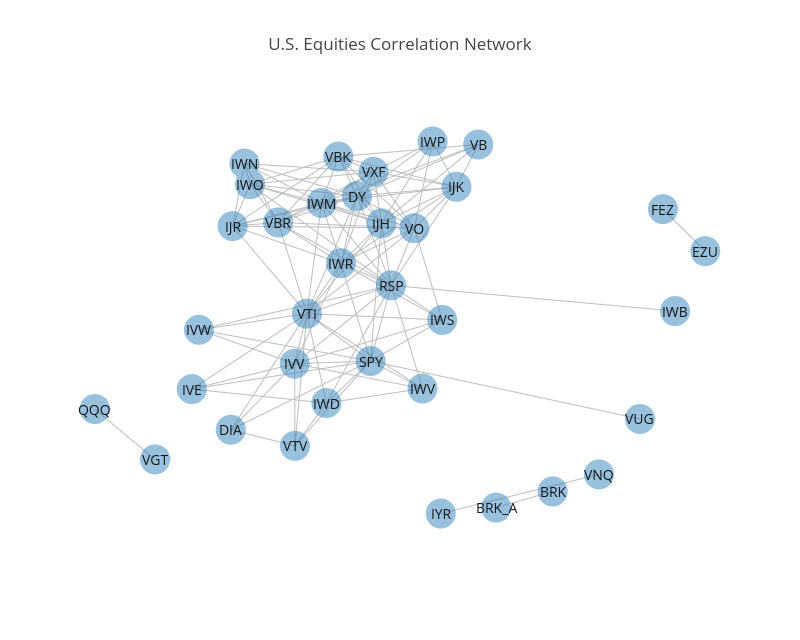 U.S. Equities Correlation Network
IWP
VB
VBK
IWN
VXF
IWO
IJK
DY
IWM
FEZ
VBR
IJH
IJR
VO
EZU
IWR
RSP
IWB
VTI
IWS
IVW
SPY
IVV
IVE
IWV
IWD
QQQ
VUG
DIA
VTV
VGT
VNQ
BRK
BRK_A
IYR